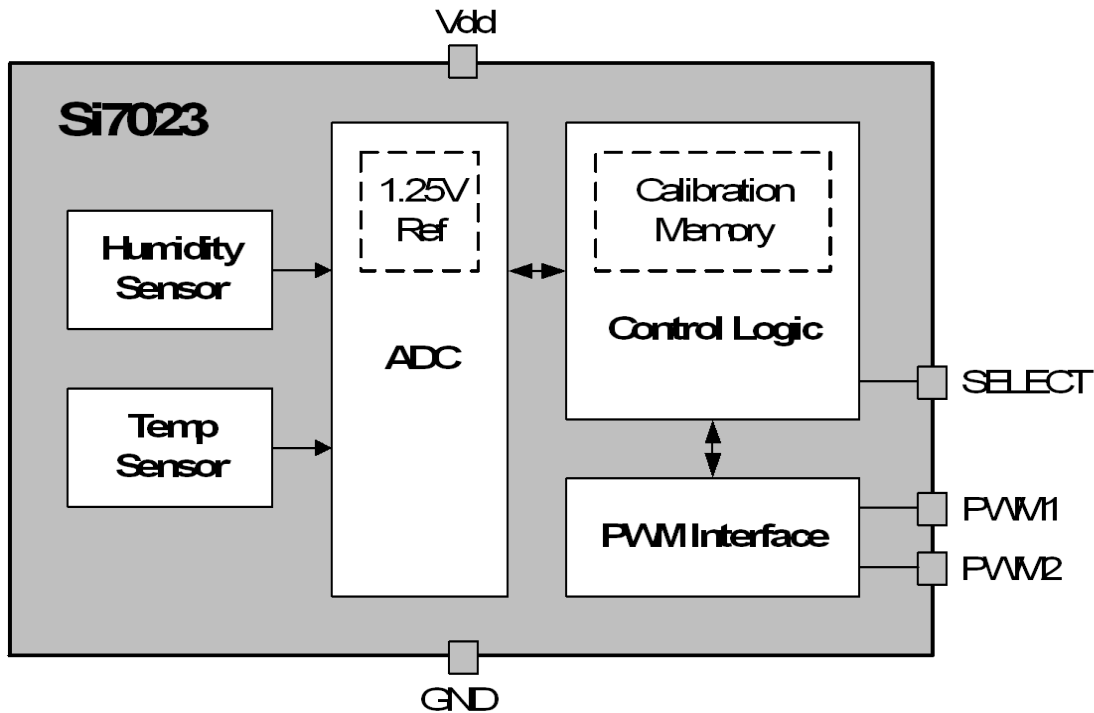 Vdd
Si7023
1.25V
Ref
Calibration
Memory
Humidity
Sensor
ADC
Control Logic
SELECT
Temp
Sensor
PWM Interface
PWM1
PWM2
GND